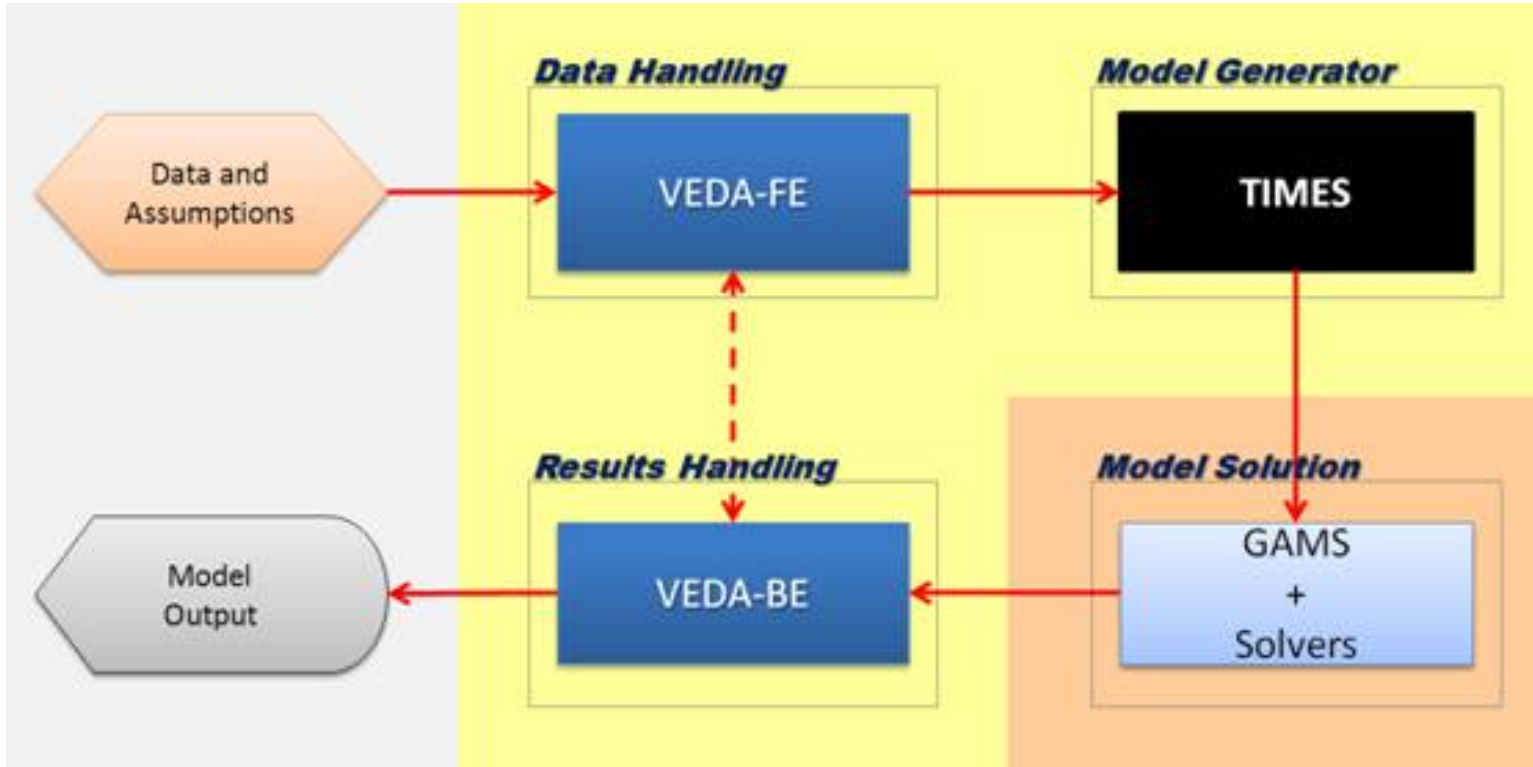 Data Handling
Model Generator
Data and
Assumptions
VEDA-FE
TIMES
Results Handling
Model Solution
Model
Output
VEDA-BE
GAMS
+
Solvers